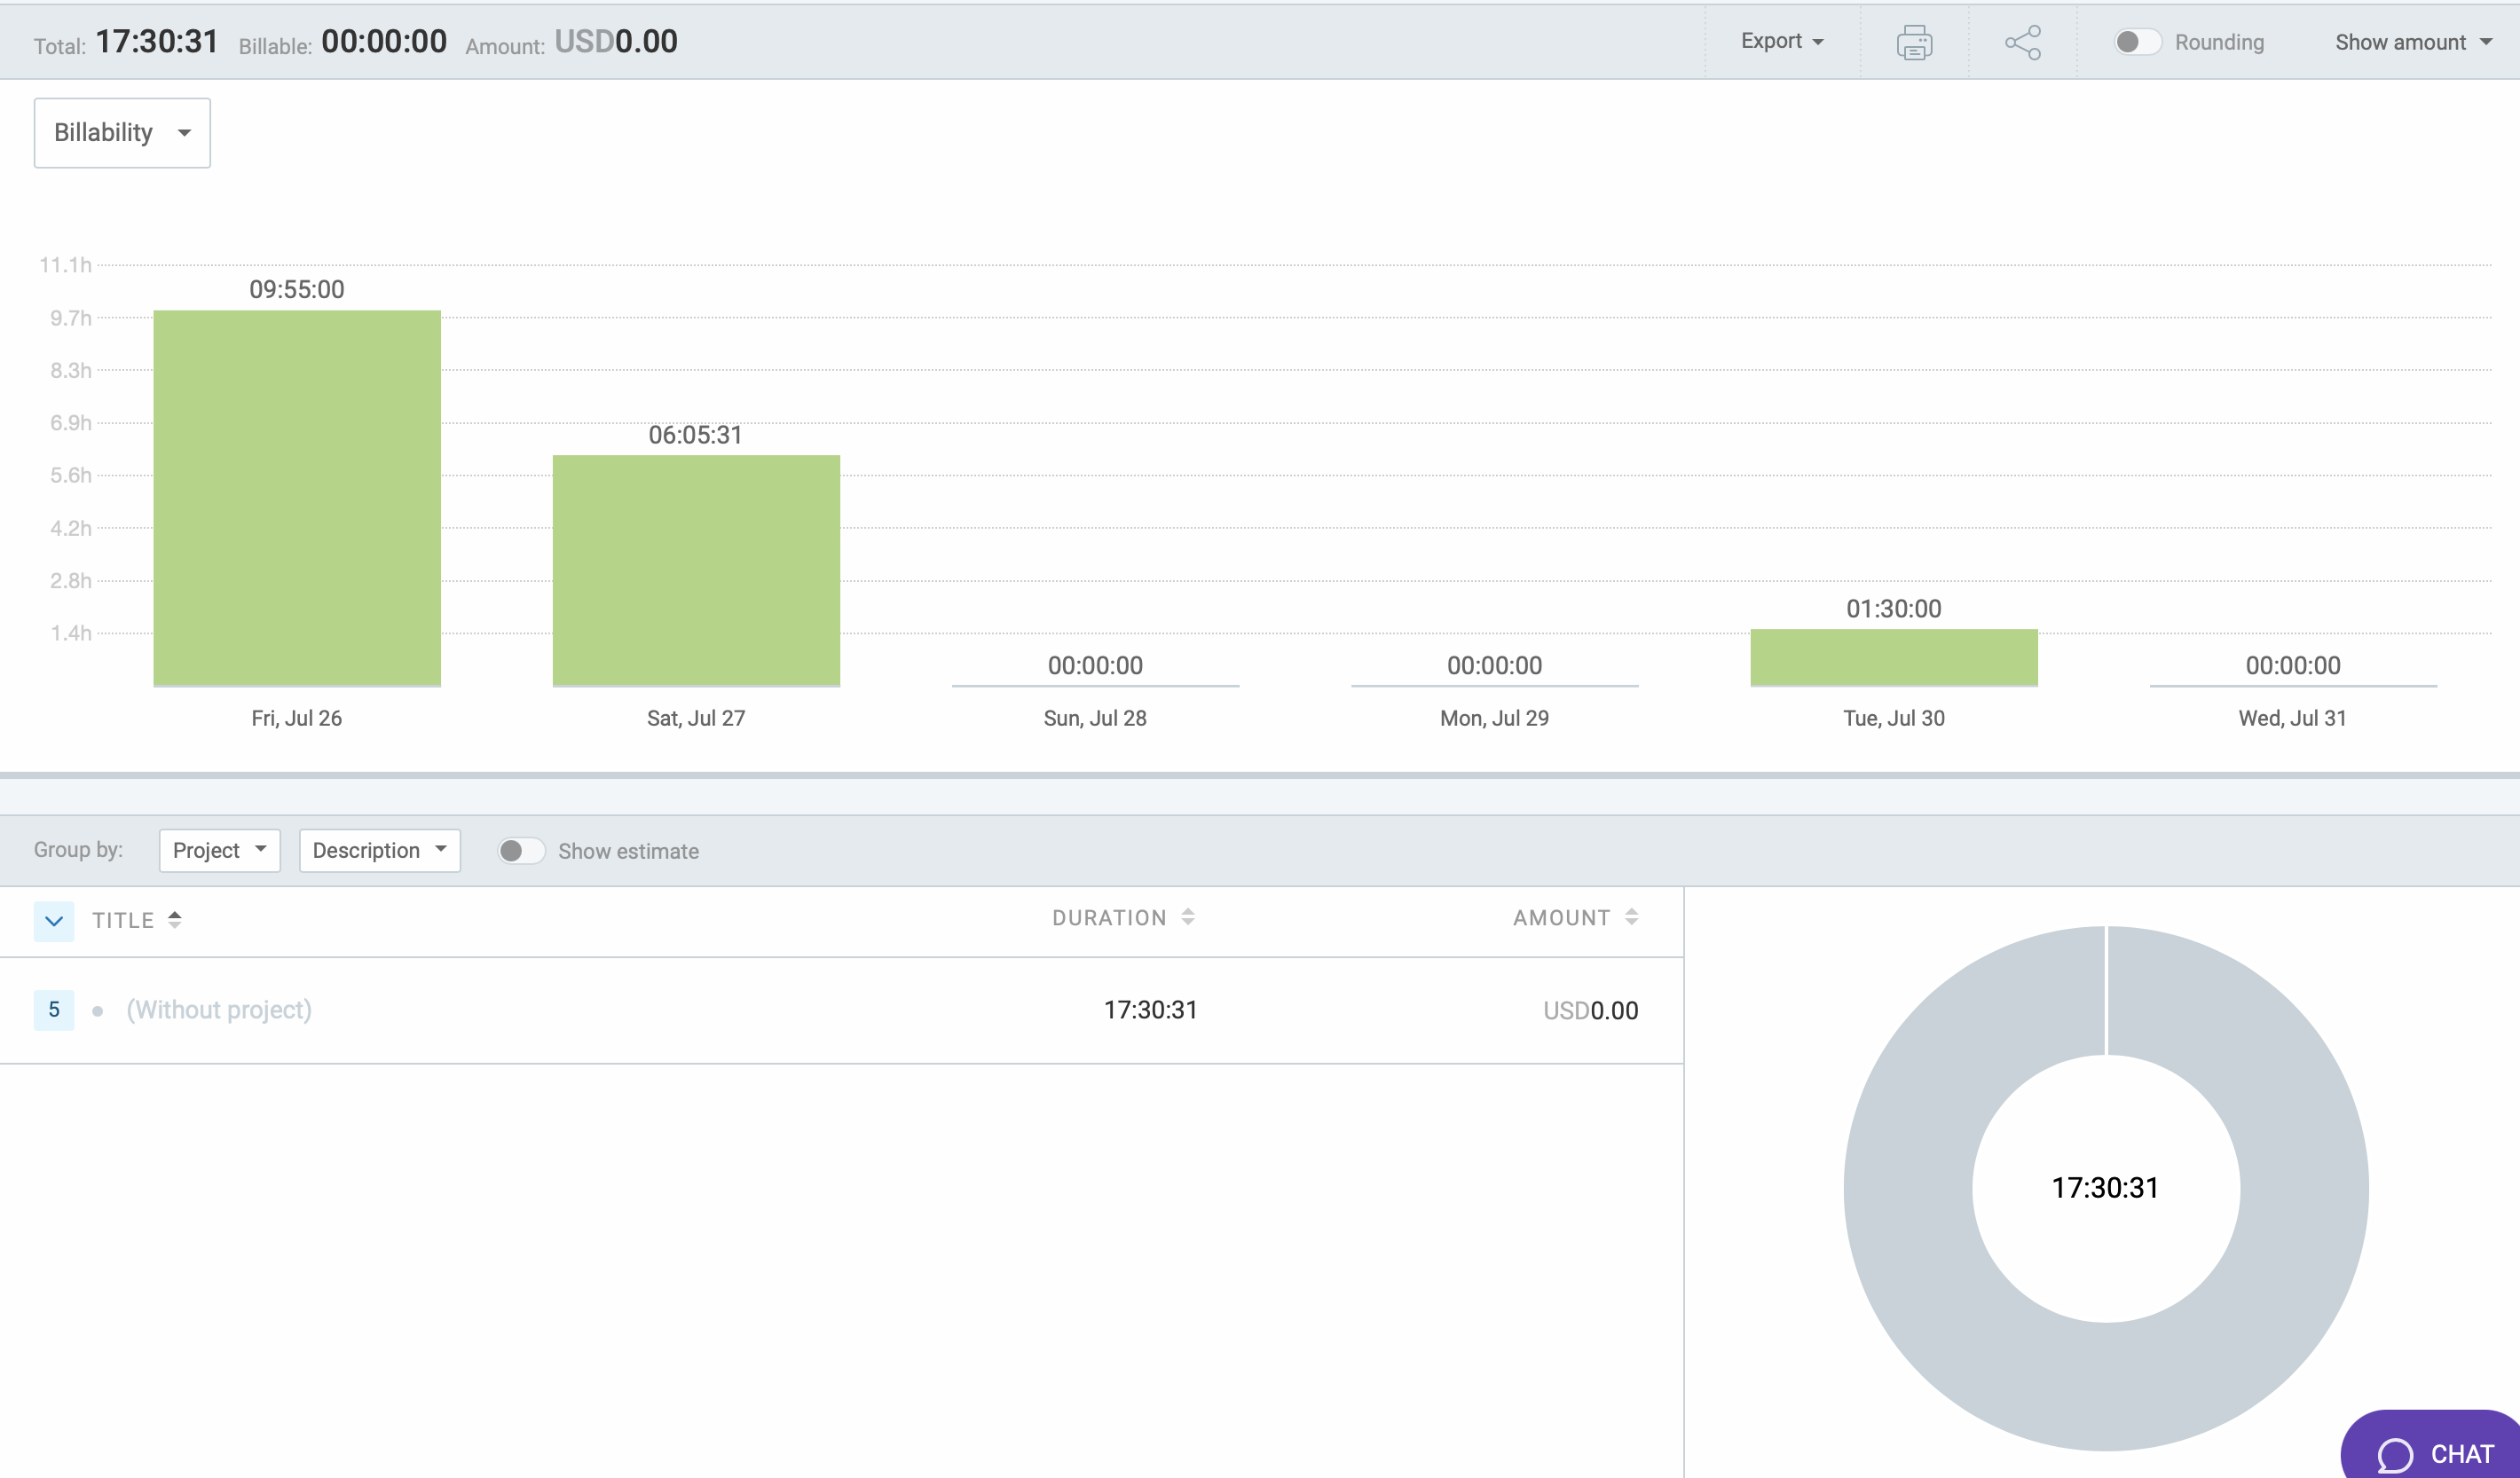 Total: 17:30:31 Billable: 00:00:00 Amount: USD0.00 Export Rounding Show amount
Billability
11.1h
09:55:00
9.7h
8.3h
6.9h
06:05:31
5.6h
4.2h
2.8h
01:30:00
1.4h
00:00:00 00:00:00 00:00:00
Fri, Jul 26 Sat, Jul 27 Sun, Jul 28 Mon, Jul 29 Tue, Jul 30 Wed, Jul 31
Group by: Project Description Show estimate
TITLE DURATION AMOUNT
5 (Without project) 17:30:31 USD0.00
17:30:31
CHAT